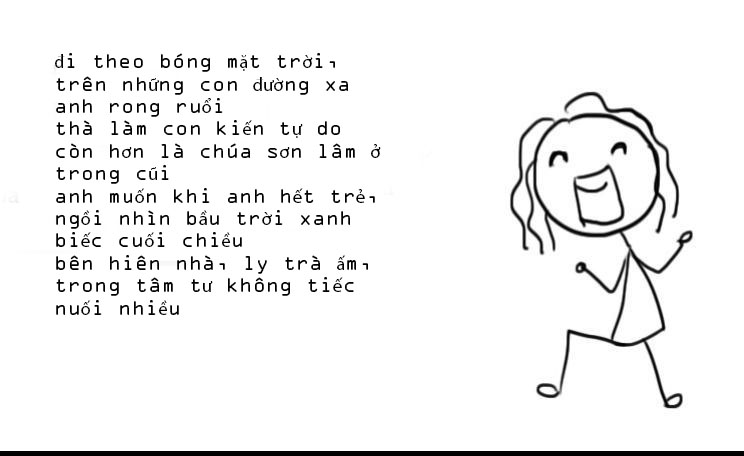 đi theo bóng mặt trời,
trên những con đường xa
anh rong ruổi
thà làm con kiến tự do
còn hơn là chúa sơn lâm ở
trong cũi
anh muốn khi anh hết trẻ,
ngồi nhìn bầu trời xanh
biếc cuối chiều
bên hiên nhà, ly trà ấm,
trong tâm tư không tiếc
nuối nhiều